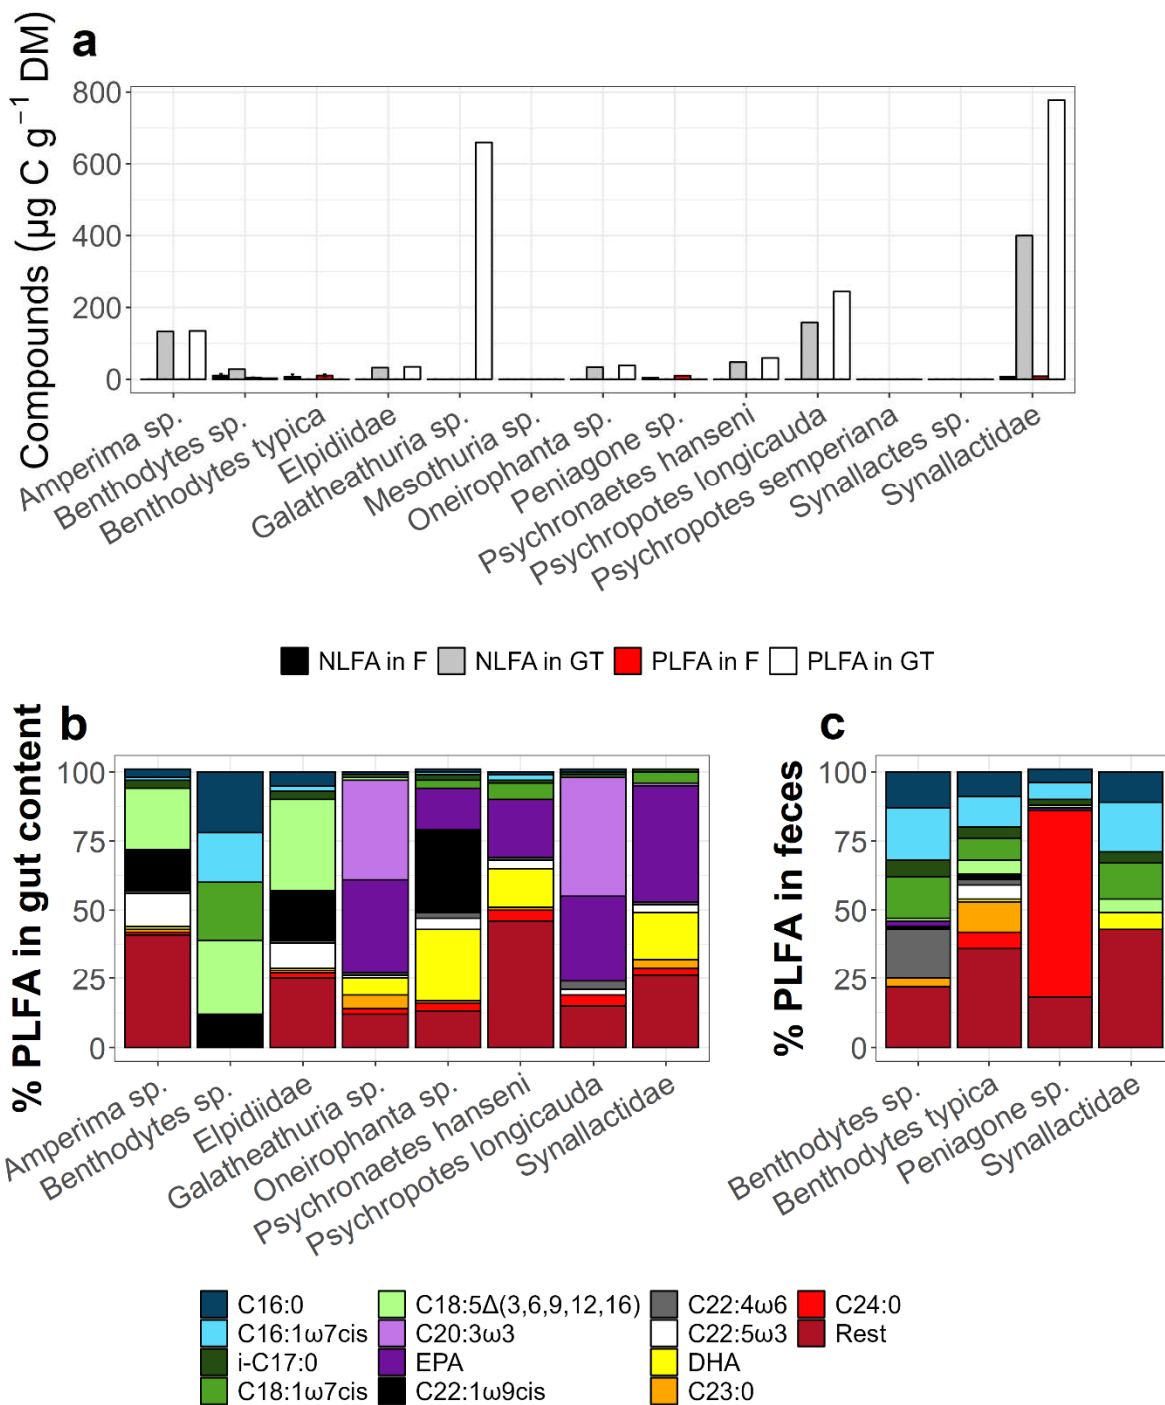 a
Compounds (µg C g⁻¹ DM)
800
600
400
200
0
Amperima sp.
Benthodytes sp.
Benthodytes typica
Elpidiidae
Galatheathuria sp.
Mesothuria sp.
Oneirophanta sp.
Peniagone sp.
Psychronaetes hanseni
Psychropotes longicauda
Psychropotes semperiana
Synallactes sp.
Synallactidae
NLFA in F NLFA in GT PLFA in F PLFA in GT
b
% PLFA in gut content
100
75
50
25
0
Amperima sp.
Benthodytes sp.
Elpidiidae
Galatheathuria sp.
Oneirophanta sp.
Psychronaetes hanseni
Psychropotes longicauda
Synallactidae
c
% PLFA in feces
100
75
50
25
0
Benthodytes sp.
Benthodytes typica
Peniagone sp.
Synallactidae
C16:0 C18:5Δ(3,6,9,12,16) C22:4ω6 C24:0
C16:1ω7cis C20:3ω3 C22:5ω3 Rest
i-C17:0 EPA DHA
C18:1ω7cis C22:1ω9cis C23:0